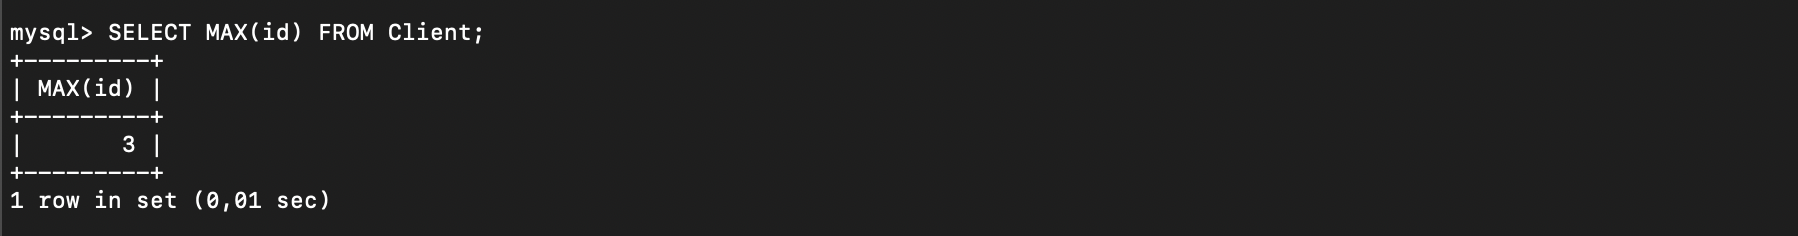 mysql> SELECT MAX(id) FROM Client;
+---------+
| MAX(id) |
+---------+
|       3 |
+---------+
1 row in set (0,01 sec)